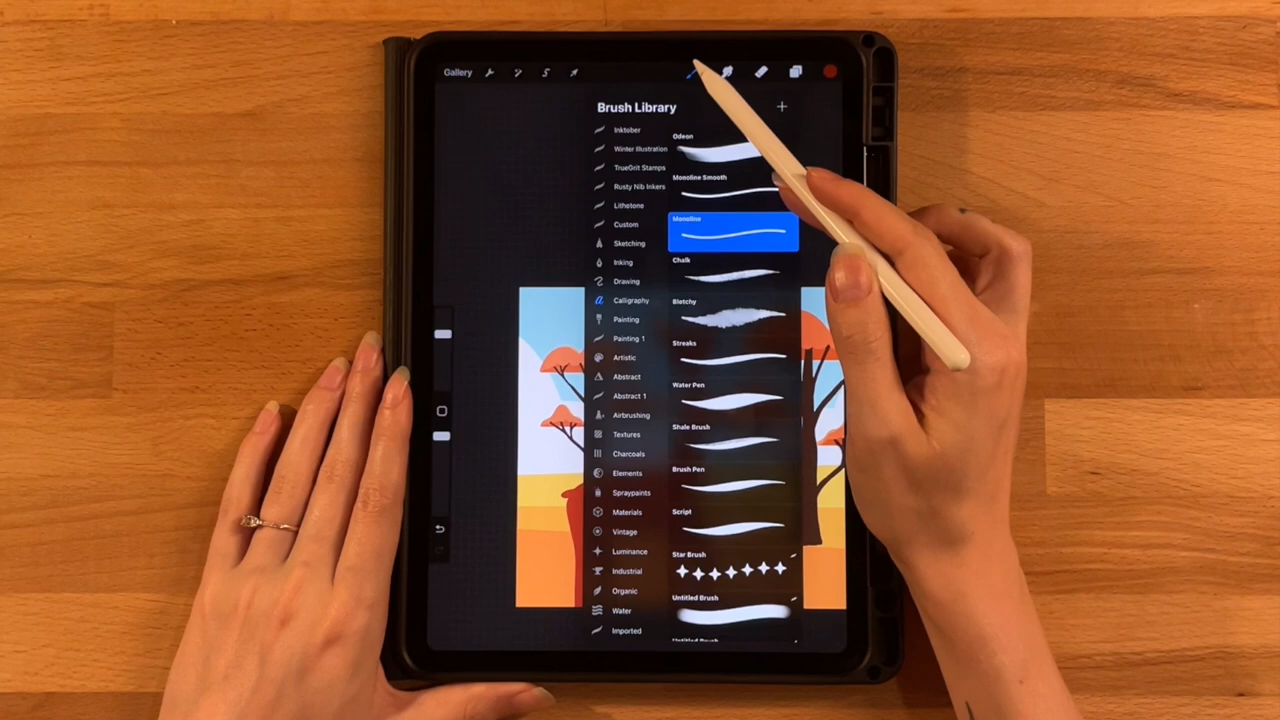 Gallery
Brush Library
Inktober
Winter Illustration
TrueGrit Stamps
Rusty Nib Inkers
Lithetone
Custom
Sketching
Inking
Drawing
Calligraphy
Painting
Painting 1
Artistic
Abstract
Abstract 1
Airbrushing
Textures
Charcoals
Elements
Spraypaints
Materials
Vintage
Luminance
Industrial
Organic
Water
Imported
Odeon
Monoline Smooth
Monoline
Chalk
Blotchy
Streaks
Water Pen
Shale Brush
Brush Pen
Script
Star Brush
Untitled Brush
Untitled Brush